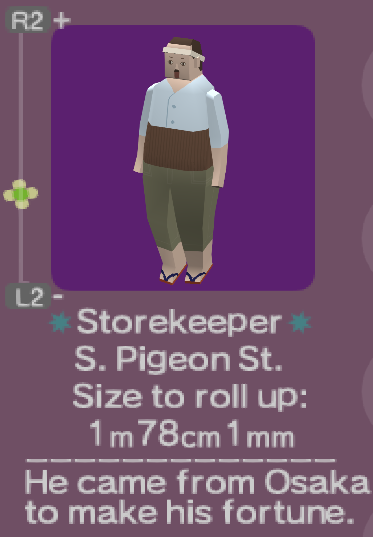 R2 +
L2 -
Storekeeper
S. Pigeon St.
Size to roll up:
1m78cm1mm
He came from Osaka
to make his fortune.